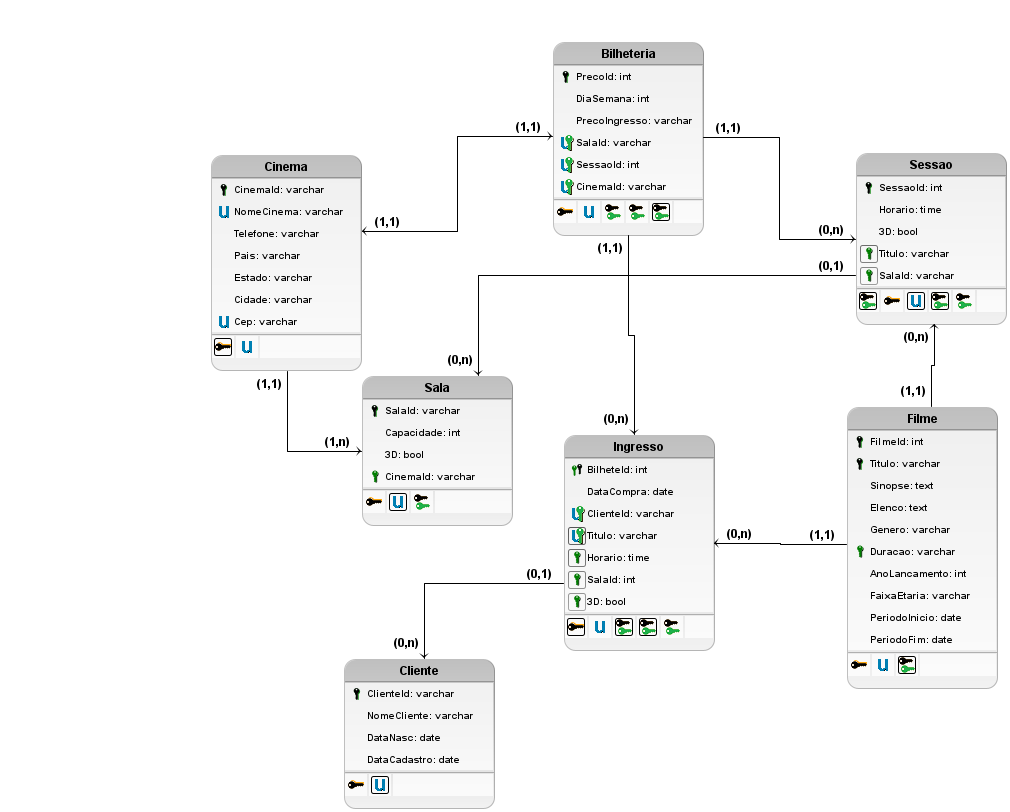 Bilheteria
PrecoId: int
DiaSemana: int
PrecoIngresso: varchar
SalaId: varchar
SessaoId: int
CinemaId: varchar
(1,1)
(1,1)
(1,1)
Cinema
CinemaId: varchar
NomeCinema: varchar
Telefone: varchar
Pais: varchar
Estado: varchar
Cidade: varchar
Cep: varchar
(1,1)
(1,1)
(1,n)
Sessao
SessaoId: int
Horario: time
3D: bool
Titulo: varchar
SalaId: varchar
(0,n)
(0,1)
(0,n)
(0,n)
Sala
SalaId: varchar
Capacidade: int
3D: bool
CinemaId: varchar
(0,n)
Ingresso
BilheteId: int
DataCompra: date
ClienteId: varchar
Titulo: varchar
Horario: time
SalaId: int
3D: bool
(1,1)
Filme
FilmeId: int
Titulo: varchar
Sinopse: text
Elenco: text
Genero: varchar
Duracao: varchar
AnoLancamento: int
FaixaEtaria: varchar
PeriodoInicio: date
PeriodoFim: date
(0,n)
(1,1)
(0,1)
(0,n)
Cliente
ClienteId: varchar
NomeCliente: varchar
DataNasc: date
DataCadastro: date